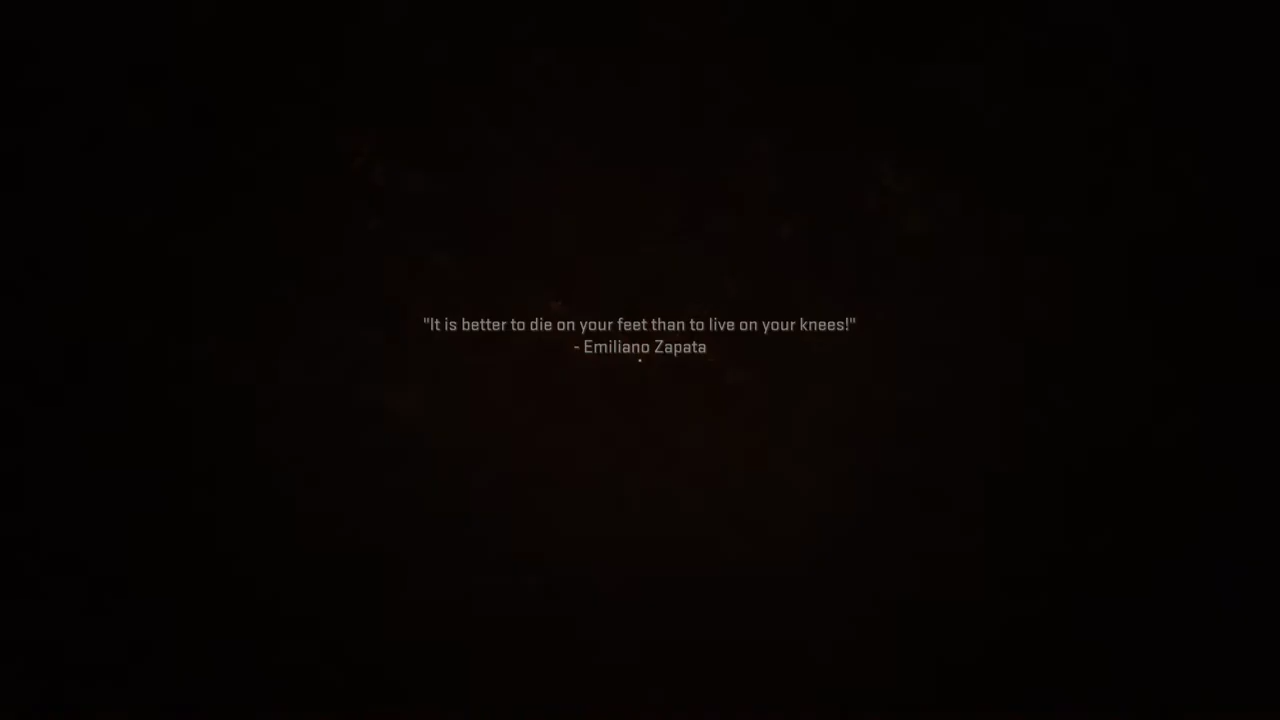 "It is better to die on your feet than to live on your knees!"
- Emiliano Zapata